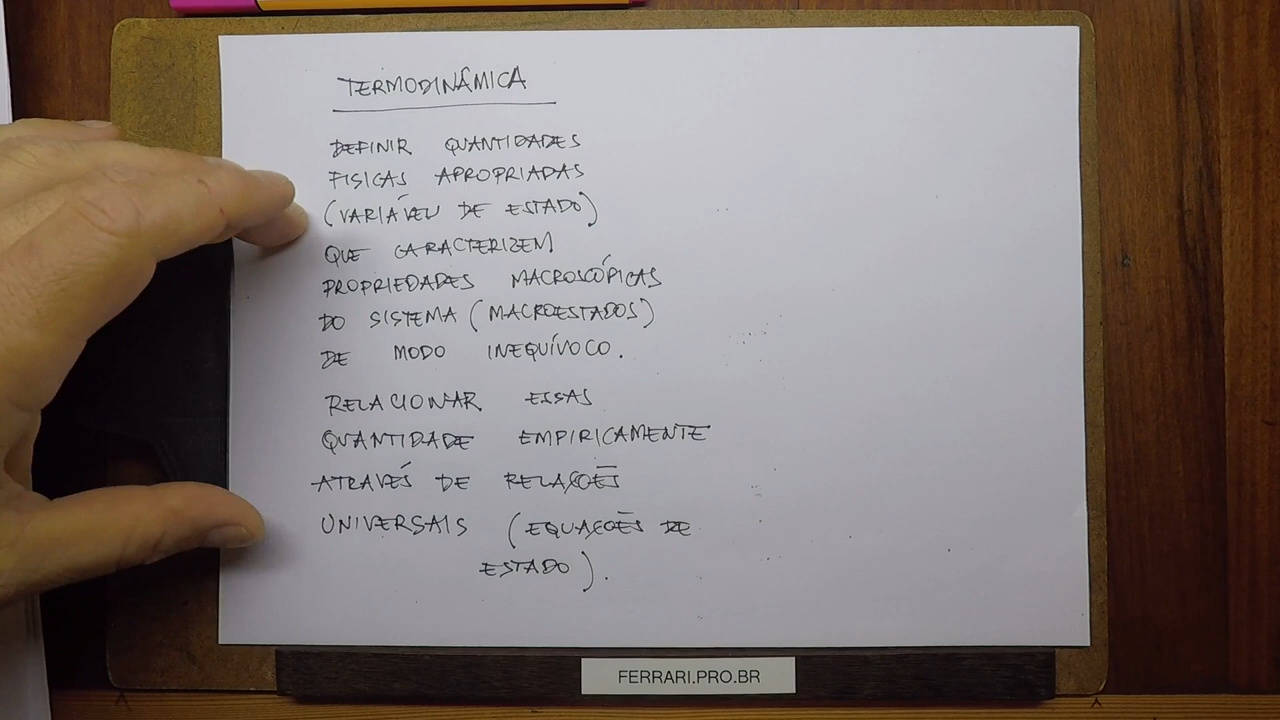 TERMODINÂMICA
DEFINIR QUANTIDADES
FISICAS APROPRIADAS
(VARIÁVEU DE ESTADO)
QUE CARACTERIZEM
PROPRIEDADES MACROSCÓPICAS
DO SISTEMA (MACROESTADOS)
DE MODO INEQUÍVOCO.
RELACIONAR ESSAS
QUANTIDADE EMPIRICAMENTE
ATRAVÉS DE RELAÇÕES
UNIVERSAIS (EQUAÇÕES DE
ESTADO).
FERRARI.PRO.BR